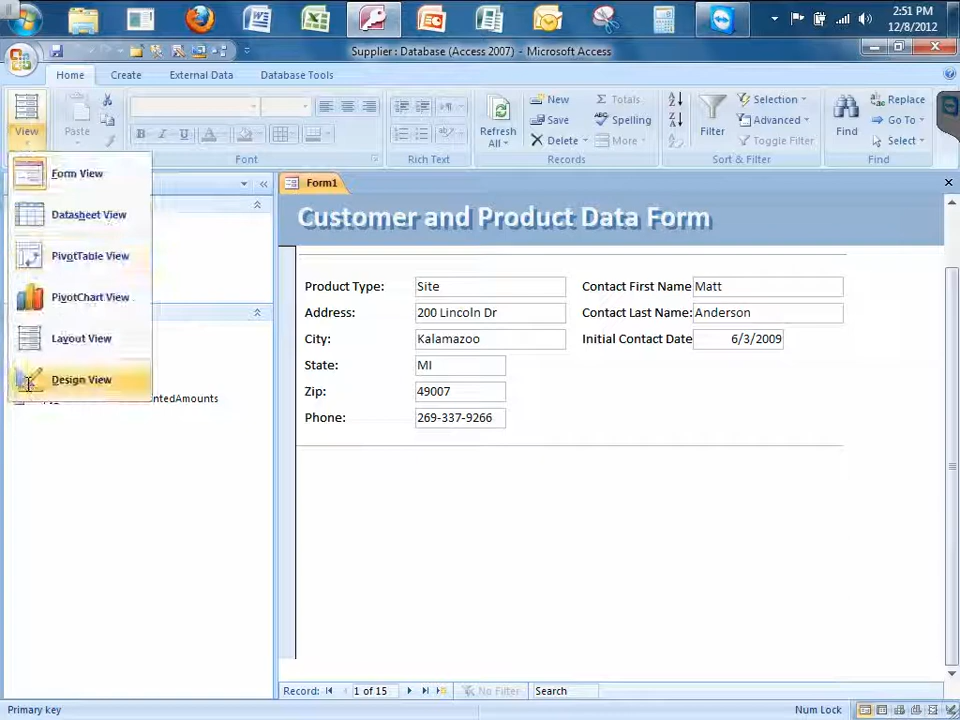 2:51 PM
12/8/2012
Supplier : Database (Access 2007) - Microsoft Access
Home Create External Data Database Tools
View Paste Refresh All New Save Delete Totals Spelling More Filter Selection Advanced Toggle Filter Find Replace Go To Select
B I U A
Font Rich Text Records Sort & Filter Find
Form View
Datasheet View
PivotTable View
PivotChart View
Layout View
Design View
ntedAmounts
Form1
Customer and Product Data Form
Product Type: Site Contact First Name Matt
Address: 200 Lincoln Dr Contact Last Name: Anderson
City: Kalamazoo Initial Contact Date 6/3/2009
State: MI
Zip: 49007
Phone: 269-337-9266
Record: 1 of 15 No Filter Search
Primary key Num Lock